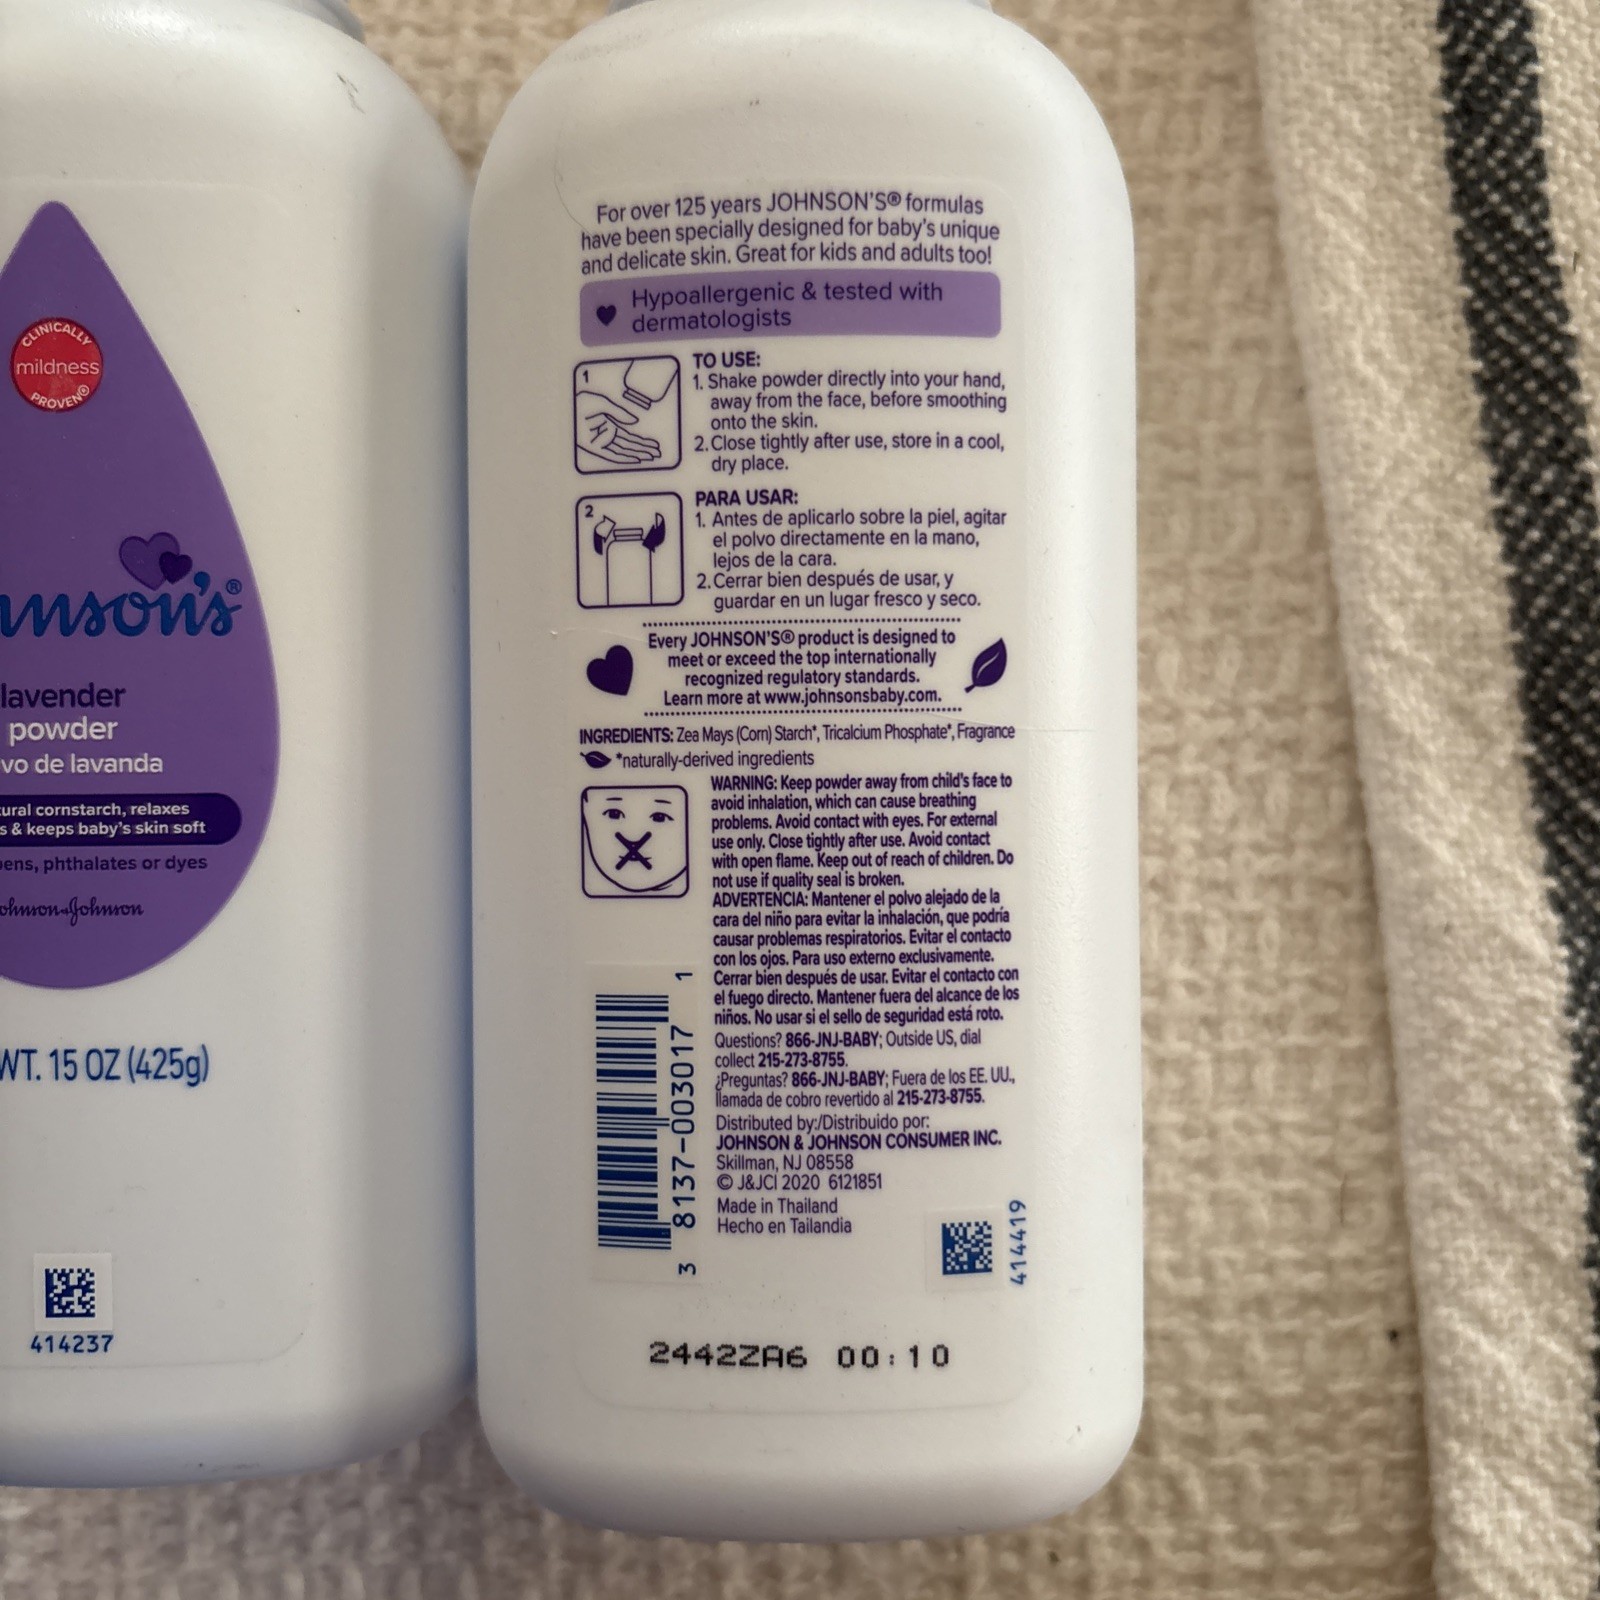 CLINICALLY
mildness
PROVEN®
nson's®
lavender
powder
vo de lavanda
ural cornstarch, relaxes
s & keeps baby's skin soft
ens, phthalates or dyes
ohnson & Johnson
WT. 15 OZ (425g)
414237
For over 125 years JOHNSON'S® formulas
have been specially designed for baby's unique
and delicate skin. Great for kids and adults too!
Hypoallergenic & tested with
dermatologists
1
TO USE:
1. Shake powder directly into your hand,
away from the face, before smoothing
onto the skin.
2. Close tightly after use, store in a cool,
dry place.
2
PARA USAR:
1. Antes de aplicarlo sobre la piel, agitar
el polvo directamente en la mano,
lejos de la cara.
2. Cerrar bien después de usar, y
guardar en un lugar fresco y seco.
Every JOHNSON'S® product is designed to
meet or exceed the top internationally
recognized regulatory standards.
Learn more at www.johnsonsbaby.com.
INGREDIENTS: Zea Mays (Corn) Starch*, Tricalcium Phosphate*, Fragrance
*naturally-derived ingredients
WARNING: Keep powder away from child's face to
avoid inhalation, which can cause breathing
problems. Avoid contact with eyes. For external
use only. Close tightly after use. Avoid contact
with open flame. Keep out of reach of children. Do
not use if quality seal is broken.
ADVERTENCIA: Mantener el polvo alejado de la
cara del niño para evitar la inhalación, que podría
causar problemas respiratorios. Evitar el contacto
con los ojos. Para uso externo exclusivamente.
Cerrar bien después de usar. Evitar el contacto con
el fuego directo. Mantener fuera del alcance de los
niños. No usar si el sello de seguridad está roto.
Questions? 866-JNJ-BABY; Outside US, dial
collect 215-273-8755.
¿Preguntas? 866-JNJ-BABY; Fuera de los EE. UU.,
llamada de cobro revertido al 215-273-8755.
Distributed by:/Distribuido por:
JOHNSON & JOHNSON CONSUMER INC.
Skillman, NJ 08558
© J&JCI 2020 6121851
Made in Thailand
Hecho en Tailandia
3 8137-003017 1
414419
2442ZA6 00:10